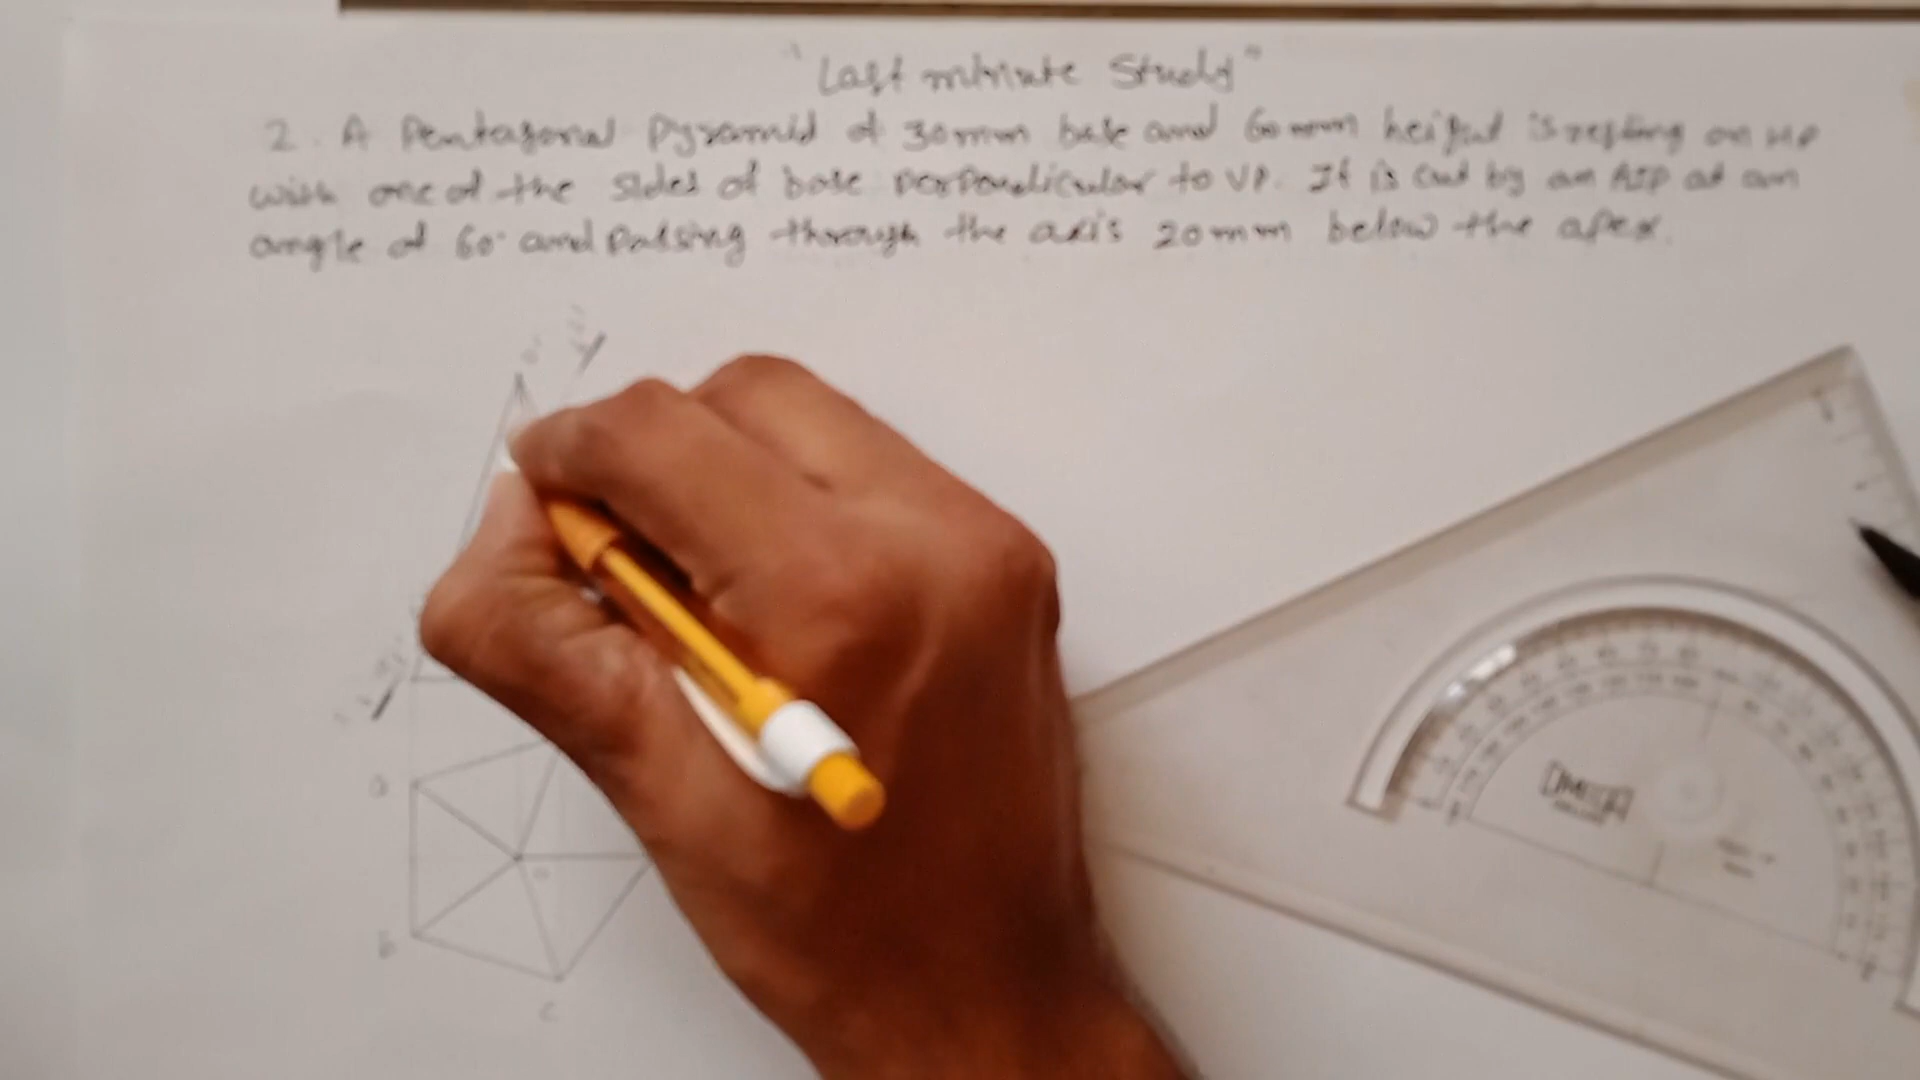 "Last minute Study"
2. A Pentagonal Pyramid of 30mm base and 60mm height is resting on HP
with one of the sides of base perpendicular to VP. It is cut by an AIP at an
angle of 60° and passing through the axis 20mm below the apex.
o'
a
o
b
c
OMEGA